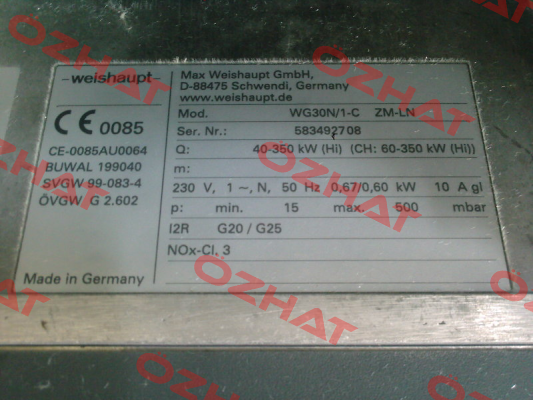 -weishaupt-
CE 0085
CE-0085AU0064
BUWAL 199040
SVGW 99-083-4
ÖVGW G 2.602
Made in Germany
Max Weishaupt GmbH,
D-88475 Schwendi, Germany
www.weishaupt.de
Mod. WG30N/1-C ZM-LN
Ser. Nr.: 583492708
Q: 40-350 kW (Hi) (CH: 60-350 kW (Hi))
m:
230 V, 1 ~, N, 50 Hz 0,67/0,60 kW 10 A gl
p: min. 15 max. 500 mbar
I2R G20 / G25
NOx-Cl. 3
OZHAT
OZHAT
OZHAT
OZHAT
OZHAT
OZHAT
OZHAT
OZHAT
OZHAT